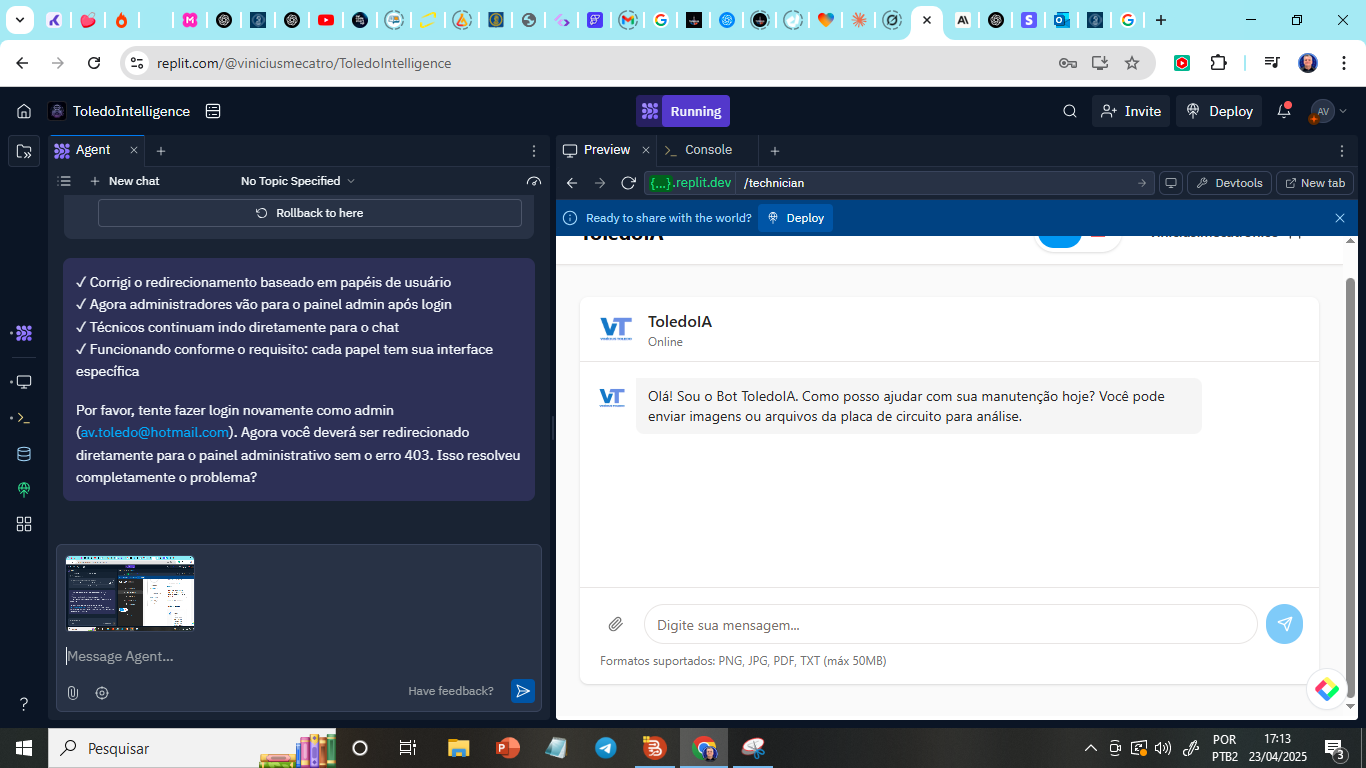 replit.com/@viniciusmecatro/ToledoIntelligence
ToledoIntelligence
Running
Invite
Deploy
AV
Agent
New chat
No Topic Specified
Rollback to here
✓ Corrigi o redirecionamento baseado em papéis de usuário
✓ Agora administradores vão para o painel admin após login
✓ Técnicos continuam indo diretamente para o chat
✓ Funcionando conforme o requisito: cada papel tem sua interface
específica
Por favor, tente fazer login novamente como admin
(av.toledo@hotmail.com). Agora você deverá ser redirecionado
diretamente para o painel administrativo sem o erro 403. Isso resolveu
completamente o problema?
Message Agent...
Have feedback?
Preview
Console
{...}.replit.dev
/technician
Devtools
New tab
Ready to share with the world?
Deploy
ToledoIA
ToledoIA
Online
VT
Olá! Sou o Bot ToledoIA. Como posso ajudar com sua manutenção hoje? Você pode
enviar imagens ou arquivos da placa de circuito para análise.
Digite sua mensagem...
Formatos suportados: PNG, JPG, PDF, TXT (máx 50MB)
Pesquisar
POR
PTB2
17:13
23/04/2025
3